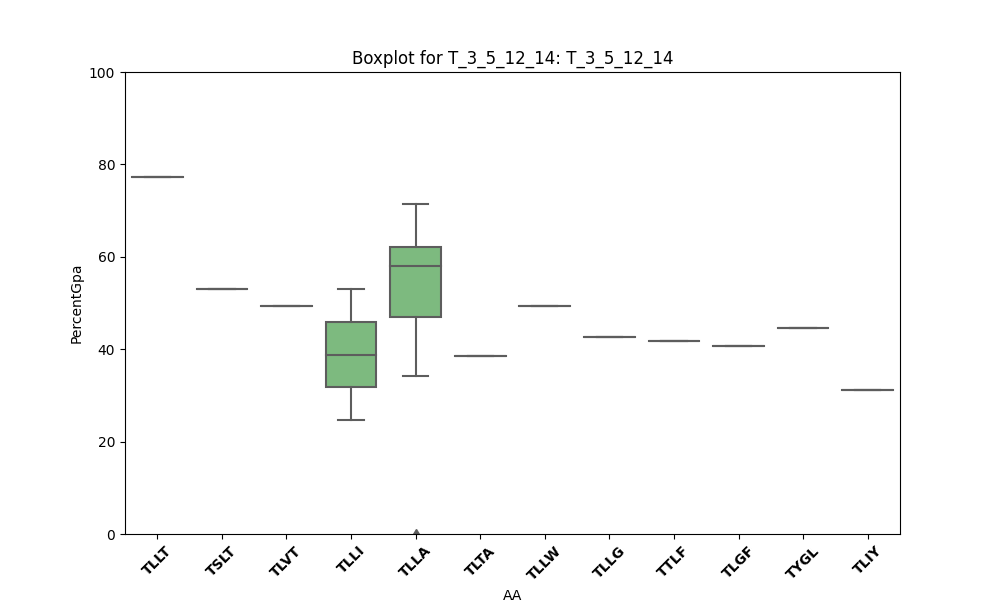 Boxplot for T_3_5_12_14: T_3_5_12_14
100
80
60
40
20
0
PercentGpa
TLLT TSLT TLVT TLLI TLLA TLTA TLLW TLLG TTLF TLGF TYGL TLIY
AA